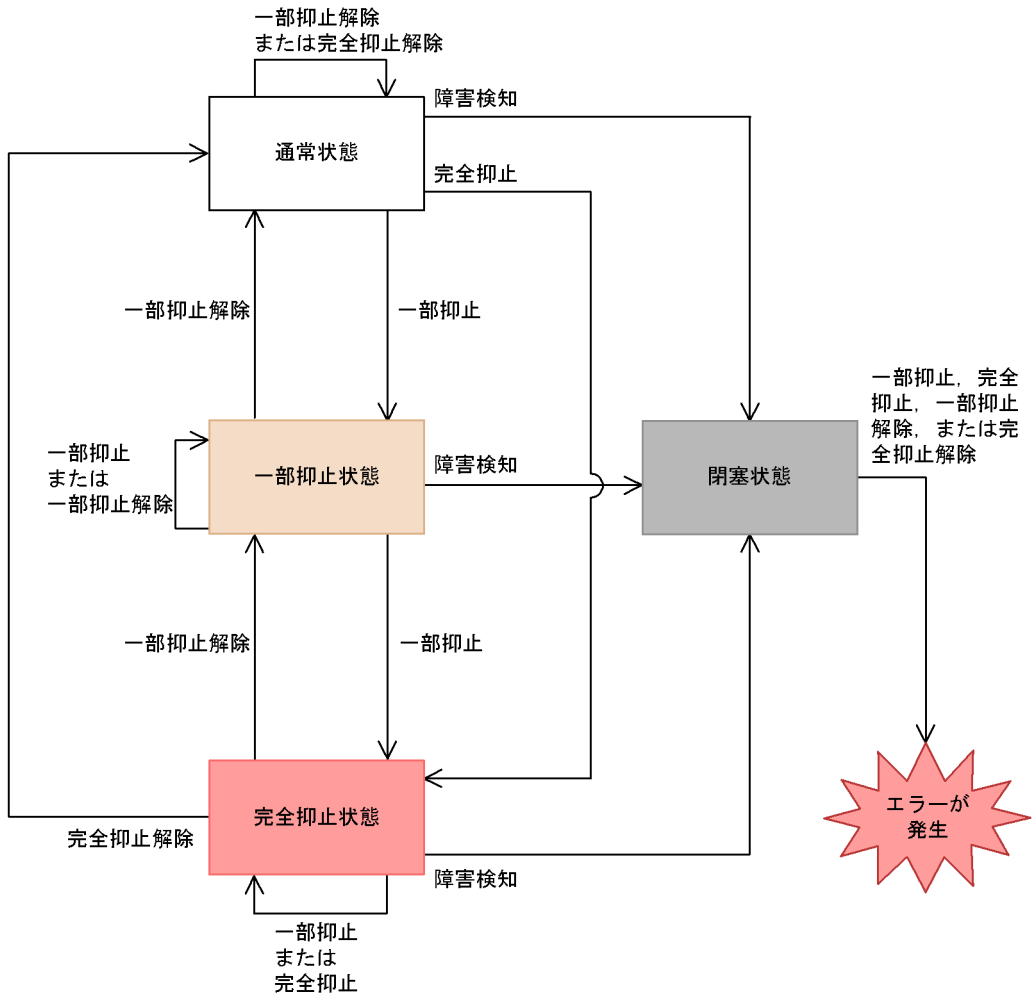 一部抑止解除
または完全抑止解除
障害検知
通常状態
完全抑止
一部抑止解除
一部抑止
一部抑止，完全
抑止，一部抑止
解除，または完
全抑止解除
一部抑止
または
一部抑止解除
一部抑止状態
障害検知
閉塞状態
一部抑止解除
一部抑止
完全抑止状態
エラーが
発生
完全抑止解除
障害検知
一部抑止
または
完全抑止